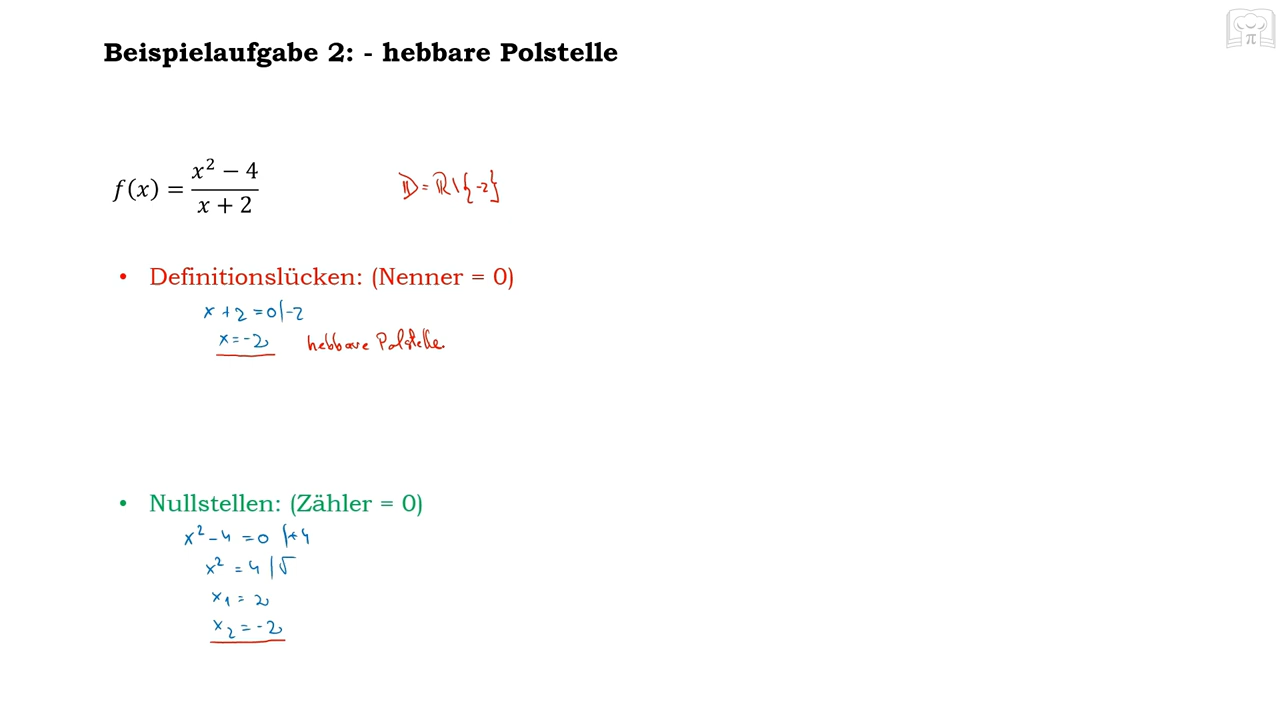 Beispielaufgabe 2: - hebbare Polstelle
f(x) = (x² − 4)/(x + 2)
𝔻 = ℝ\{-2}
• Definitionslücken: (Nenner = 0)
x + 2 = 0 |-2
x = -2 hebbare Polstelle.
• Nullstellen: (Zähler = 0)
x² - 4 = 0 |+4
x² = 4 |√
x₁ = 2
x₂ = -2
π